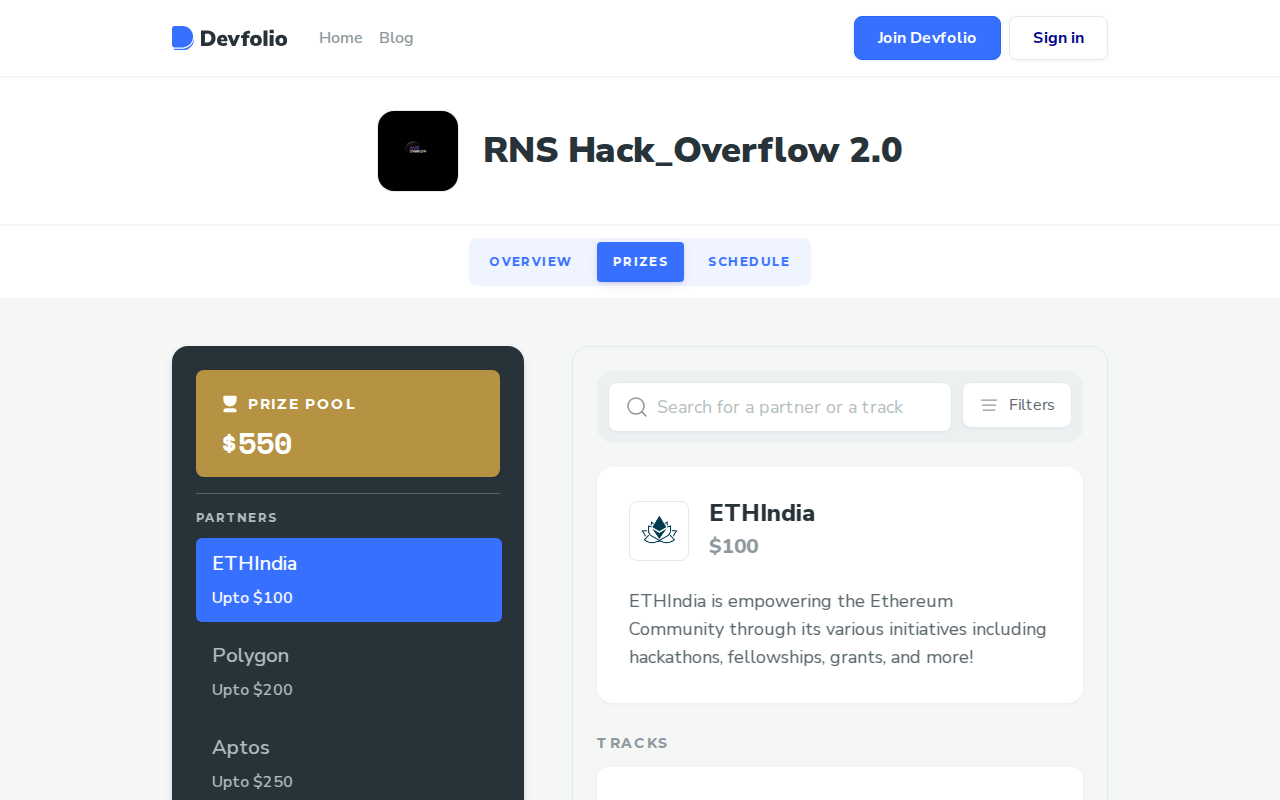 Devfolio
Home
Blog
Join Devfolio
Sign in
RNS Hack_Overflow 2.0
OVERVIEW
PRIZES
SCHEDULE
PRIZE POOL
$550
PARTNERS
ETHIndia
Upto $100
Polygon
Upto $200
Aptos
Upto $250
Search for a partner or a track
Filters
ETHIndia
$100
ETHIndia is empowering the Ethereum
Community through its various initiatives including
hackathons, fellowships, grants, and more!
TRACKS